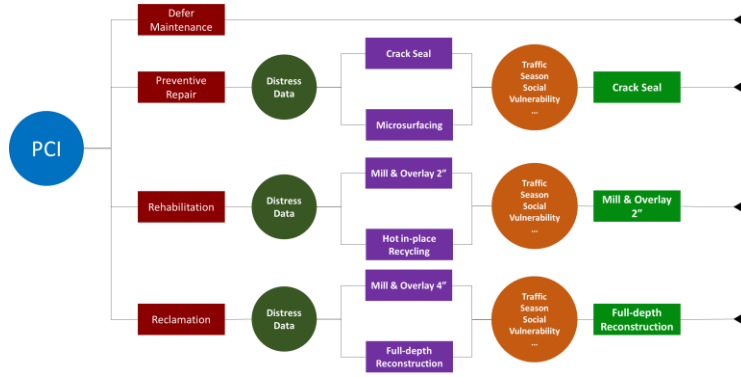 PCI
Defer
Maintenance
Preventive
Repair
Distress
Data
Crack Seal
Microsurfacing
Traffic
Season
Social
Vulnerability
...
Crack Seal
Rehabilitation
Distress
Data
Mill & Overlay 2”
Hot in-place
Recycling
Traffic
Season
Social
Vulnerability
...
Mill & Overlay
2”
Reclamation
Distress
Data
Mill & Overlay 4”
Full-depth
Reconstruction
Traffic
Season
Social
Vulnerability
...
Full-depth
Reconstruction